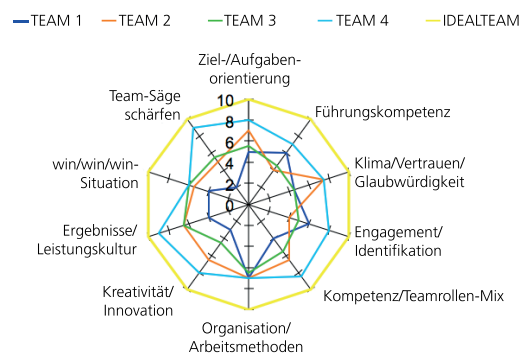 TEAM 1 TEAM 2 TEAM 3 TEAM 4 IDEALTEAM
Ziel-/Aufgaben-
orientierung
Team-Säge
schärfen
Führungskompetenz
10
8
6
4
2
0
win/win/win-
Situation
Klima/Vertrauen/
Glaubwürdigkeit
Ergebnisse/
Leistungskultur
Engagement/
Identifikation
Kreativität/
Innovation
Kompetenz/Teamrollen-Mix
Organisation/
Arbeitsmethoden